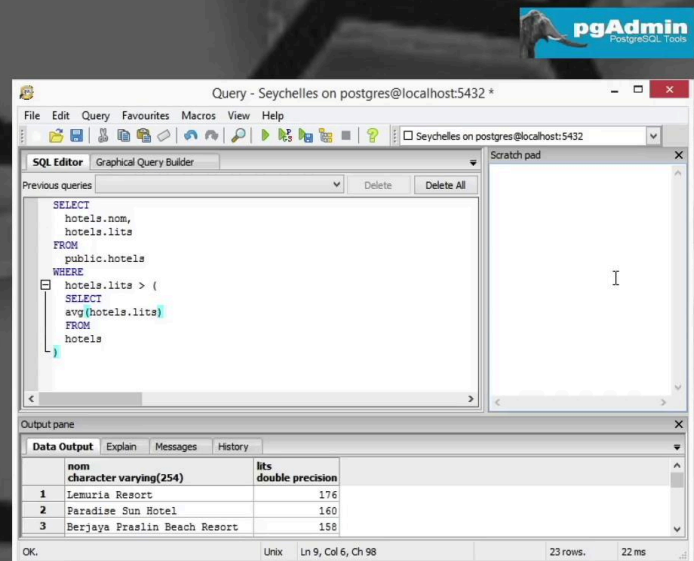 pgAdmin
PostgreSQL Tools
Query - Seychelles on postgres@localhost:5432 *
File Edit Query Favourites Macros View Help
Seychelles on postgres@localhost:5432
SQL Editor Graphical Query Builder
Scratch pad
Previous queries Delete Delete All
SELECT
hotels.nom,
hotels.lits
FROM
public.hotels
WHERE
hotels.lits > (
SELECT
avg(hotels.lits)
FROM
hotels
)
Output pane
Data Output Explain Messages History
nom lits
character varying(254) double precision
1 Lemuria Resort 176
2 Paradise Sun Hotel 160
3 Berjaya Praslin Beach Resort 158
OK. Unix Ln 9, Col 6, Ch 98 23 rows. 22 ms